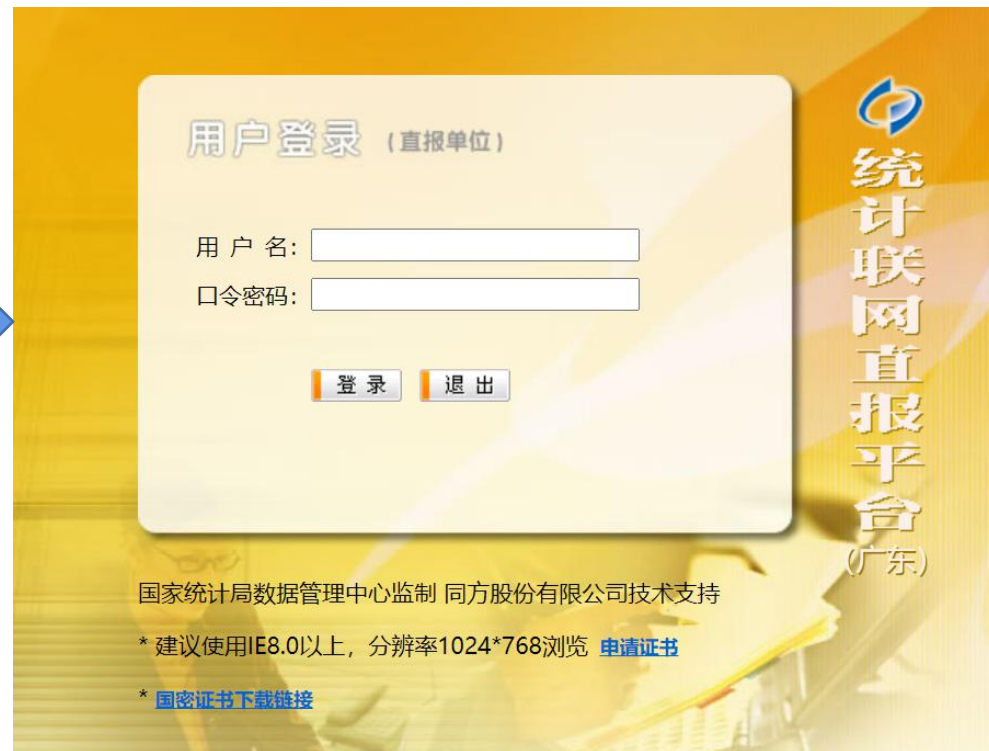 用户登录 (直报单位)
用 户 名:
口令密码:
登 录 退 出
统计联网直报平台
(广东)
国家统计局数据管理中心监制 同方股份有限公司技术支持
* 建议使用IE8.0以上，分辨率1024*768浏览 申请证书
* 国密证书下载链接